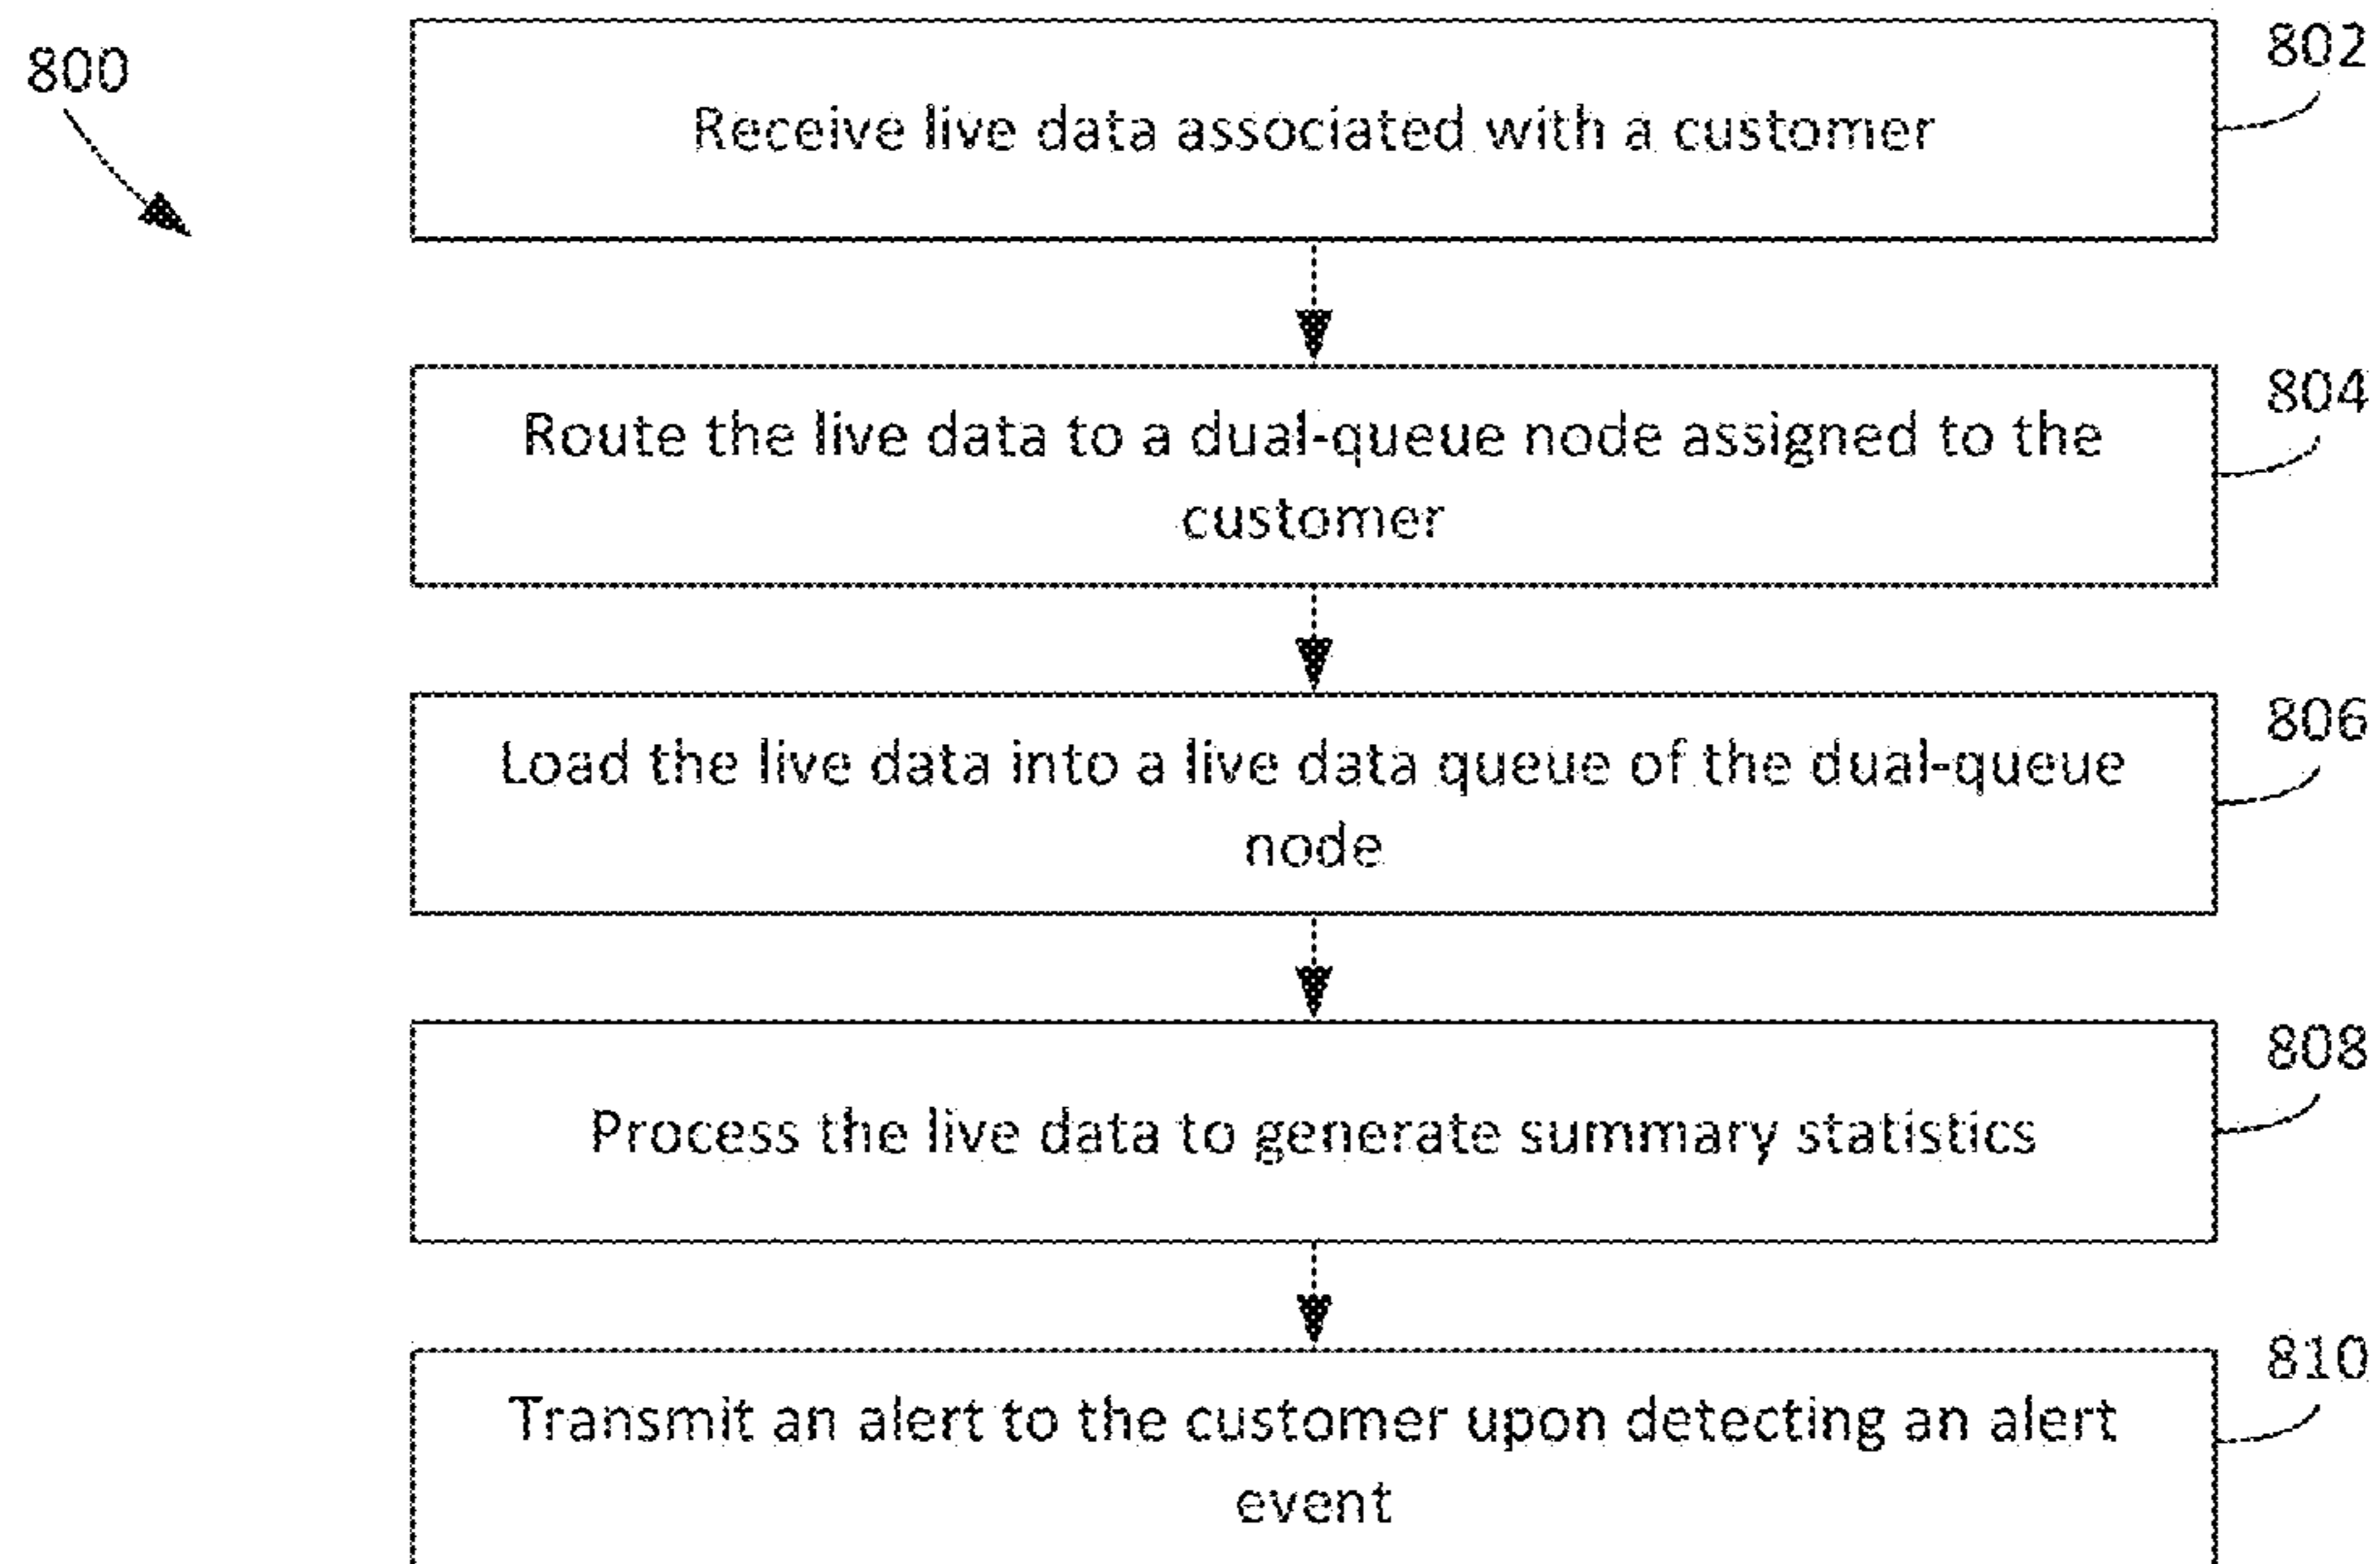 800
802
Receive live data associated with a customer
804
Route the live data to a dual-queue node assigned to the
customer
806
Load the live data into a live data queue of the dual-queue
node
808
Process the live data to generate summary statistics
810
Transmit an alert to the customer upon detecting an alert
event